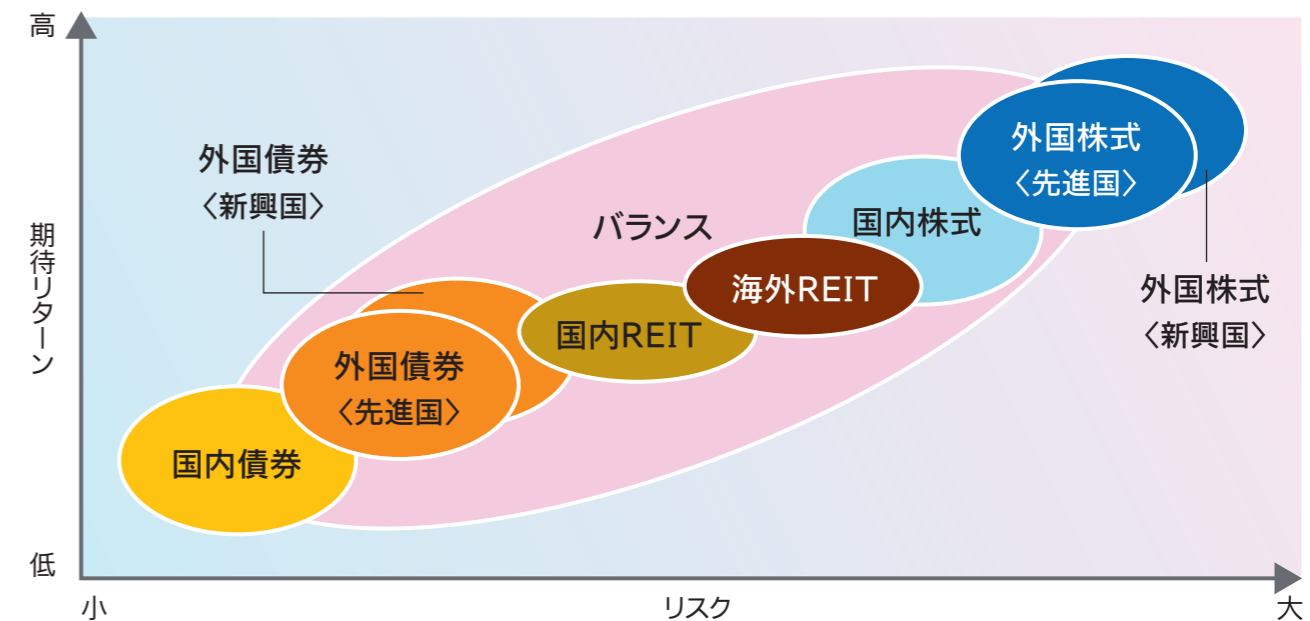 高
期待リターン
低
小
リスク
大
外国債券
〈新興国〉
バランス
外国株式
〈先進国〉
国内株式
海外REIT
外国株式
〈新興国〉
国内REIT
外国債券
〈先進国〉
国内債券